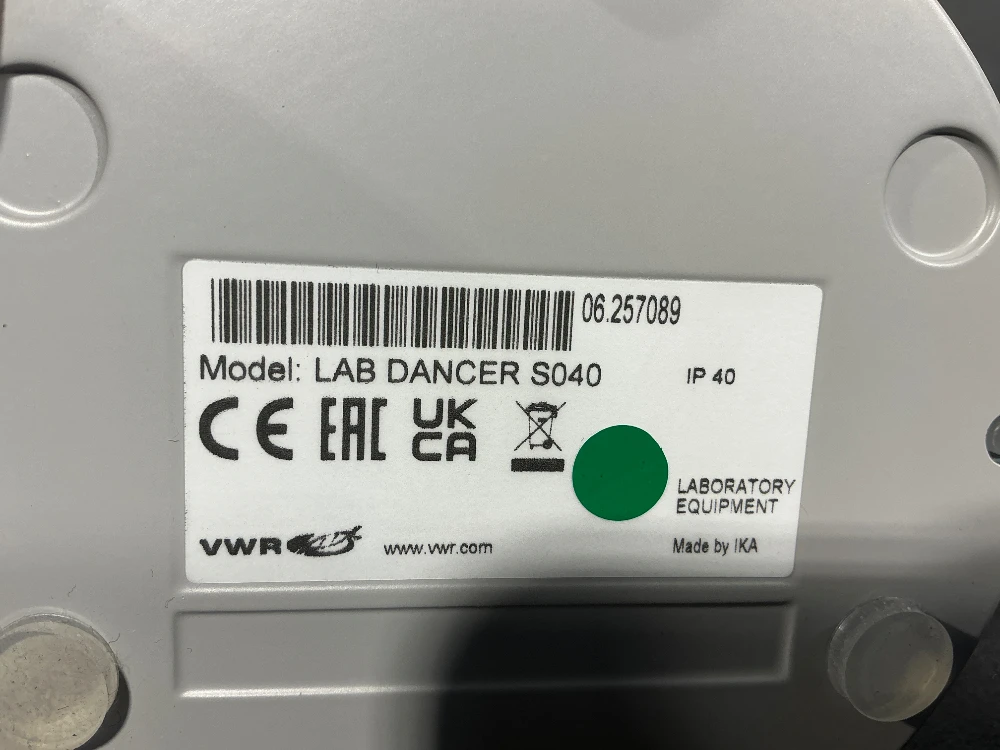 06.257089
Model: LAB DANCER S040
IP 40
CE EAC UK
CA
LABORATORY
EQUIPMENT
VWR www.vwr.com
Made by IKA